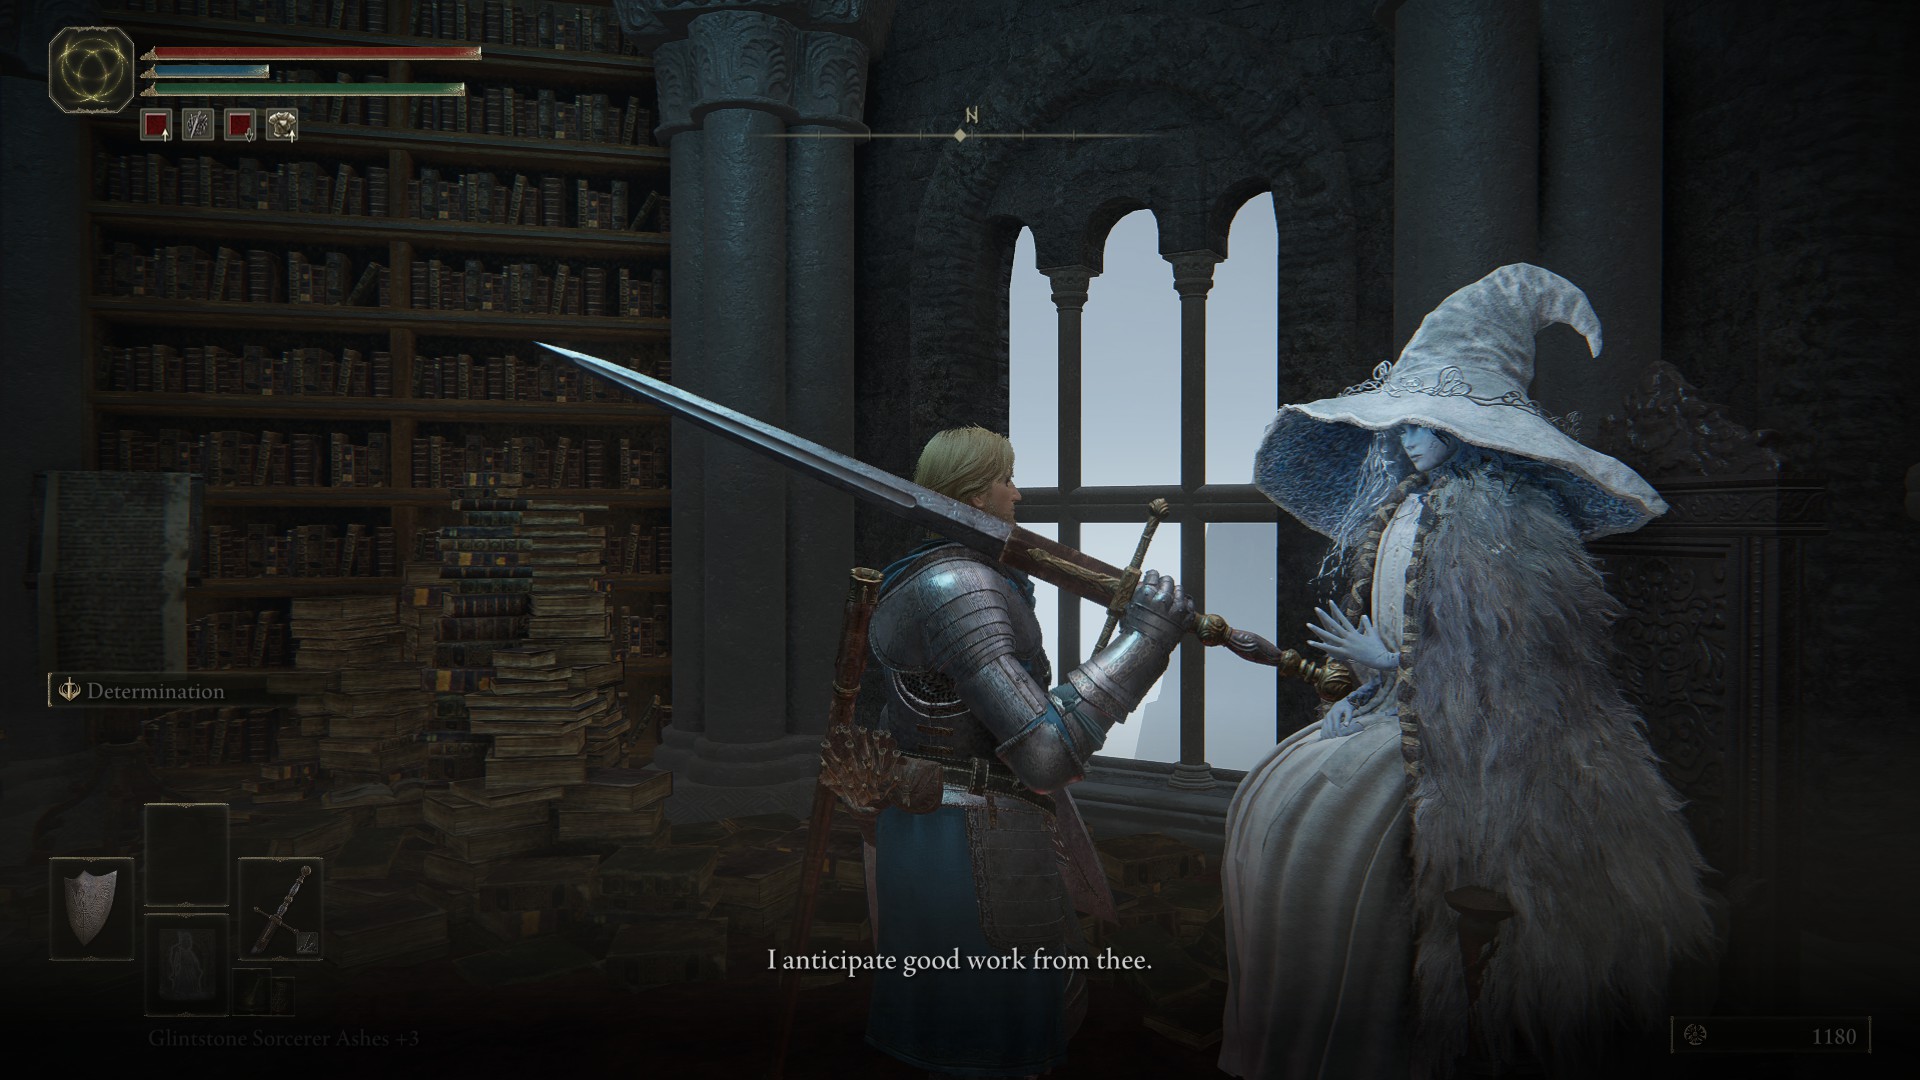 N
Determination
I anticipate good work from thee.
Glintstone Sorcerer Ashes +3
1180